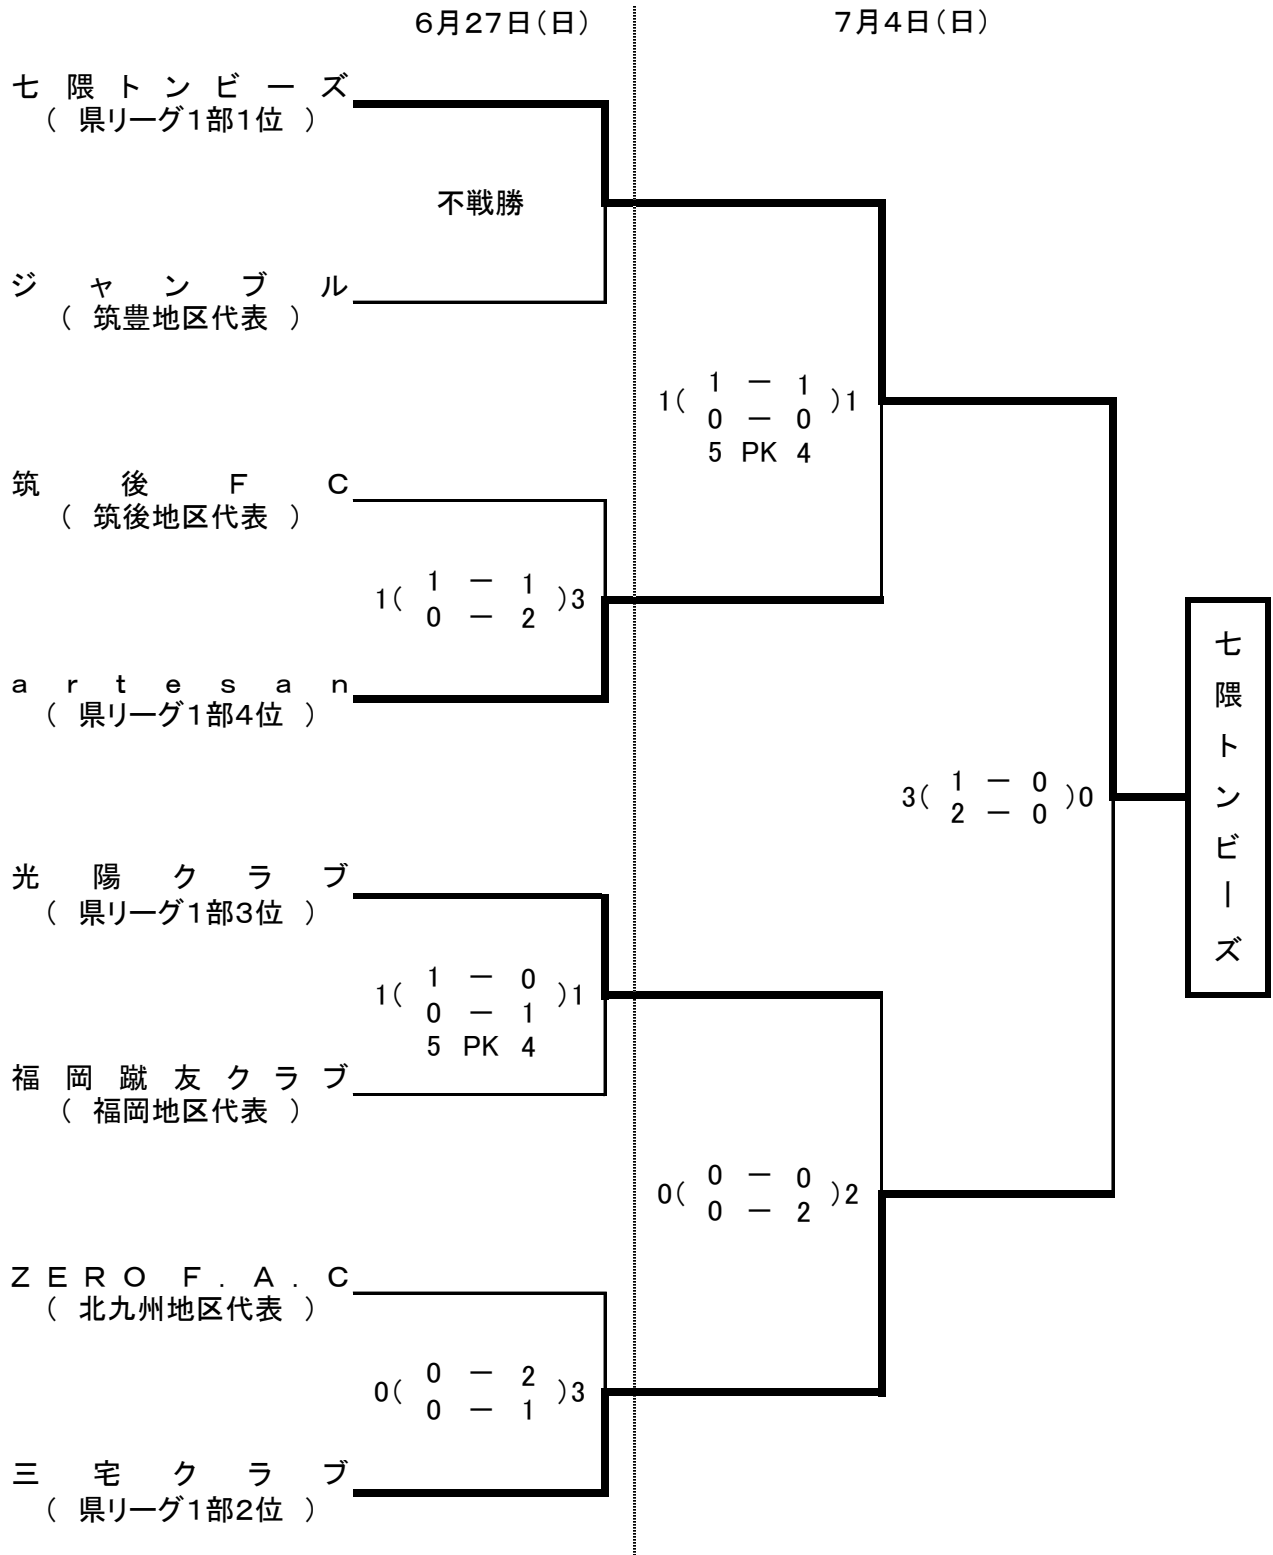 6月27日(日)
7月4日(日)
七隈トンビーズ
( 県リーグ1部1位 )
不戦勝
ジャンブル
( 筑豊地区代表 )
1( 1 － 1 )1
0 － 0
5 PK 4
筑後FC
( 筑後地区代表 )
1( 1 － 1 )3
0 － 2
artesan
( 県リーグ1部4位 )
七隈トンビーズ
3( 1 － 0 )0
2 － 0
光陽クラブ
( 県リーグ1部3位 )
1( 1 － 0 )1
0 － 1
5 PK 4
福岡蹴友クラブ
( 福岡地区代表 )
0( 0 － 0 )2
0 － 2
ZERO F.A.C
( 北九州地区代表 )
0( 0 － 2 )3
0 － 1
三宅クラブ
( 県リーグ1部2位 )